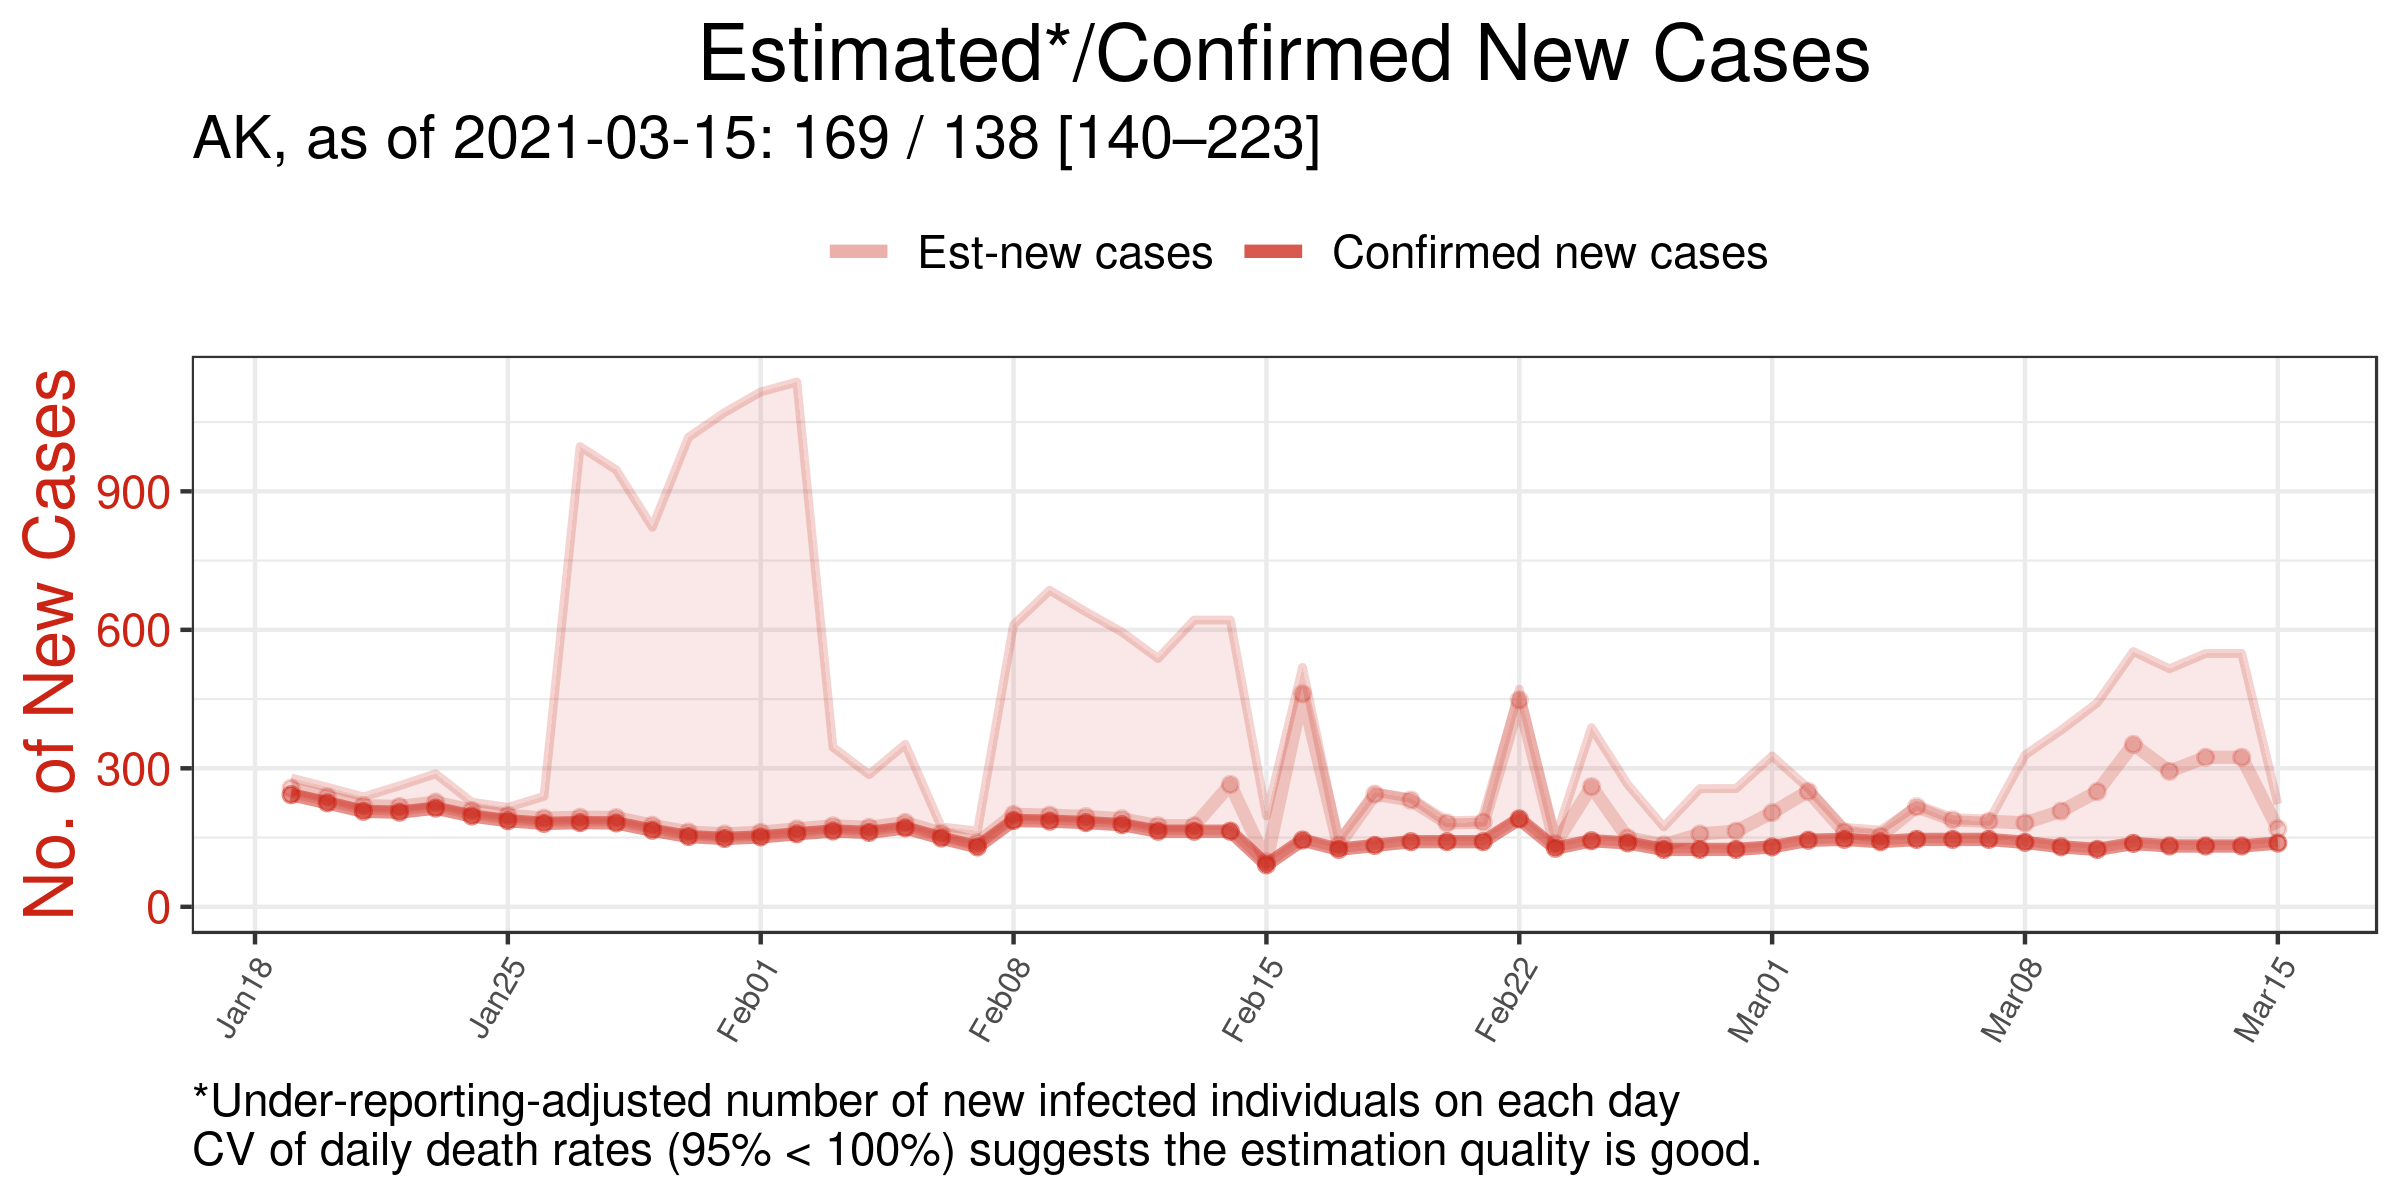 Estimated*/Confirmed New Cases
AK, as of 2021-03-15: 169 / 138 [140–223]
Est-new cases
Confirmed new cases
No. of New Cases
900
600
300
0
Jan18
Jan25
Feb01
Feb08
Feb15
Feb22
Mar01
Mar08
Mar15
*Under-reporting-adjusted number of new infected individuals on each day
CV of daily death rates (95% < 100%) suggests the estimation quality is good.